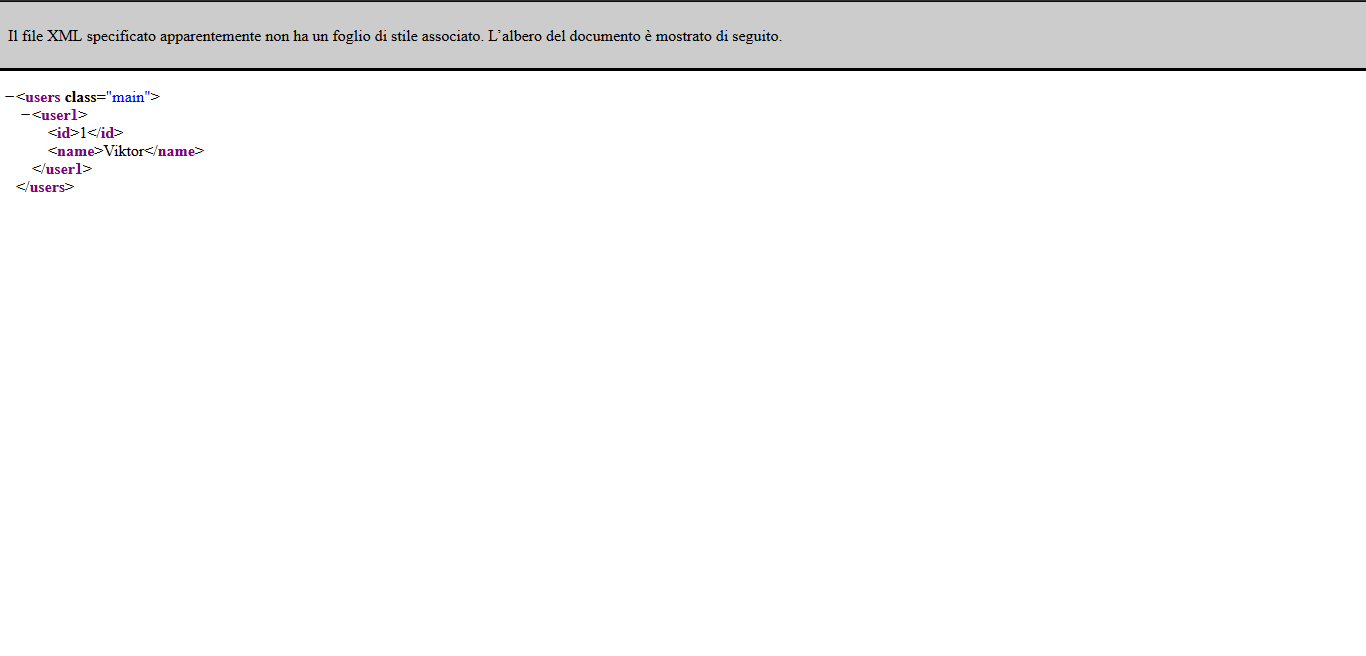 Il file XML specificato apparentemente non ha un foglio di stile associato. L'albero del documento è mostrato di seguito.
−<users class="main">
−<user1>
<id>1</id>
<name>Viktor</name>
</user1>
</users>